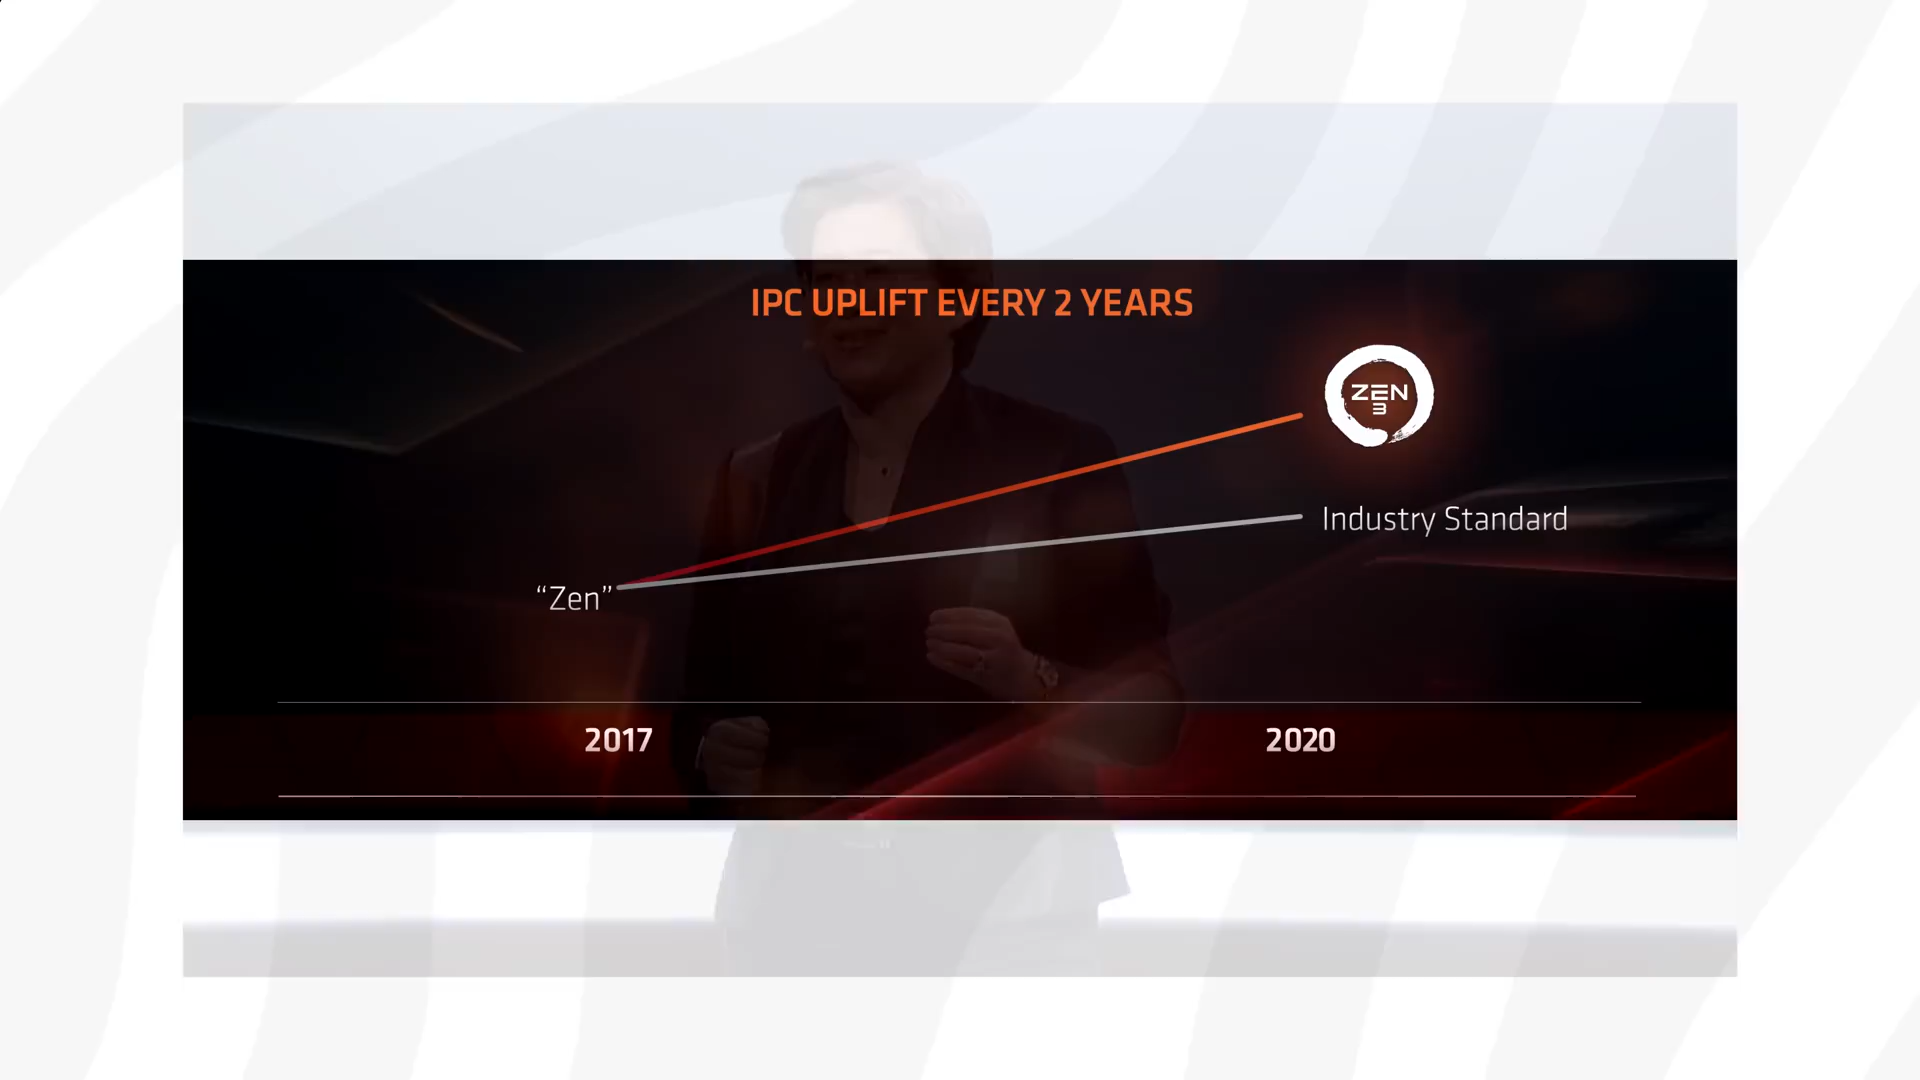 IPC UPLIFT EVERY 2 YEARS
ZEN
3
Industry Standard
“Zen”
2017
2020